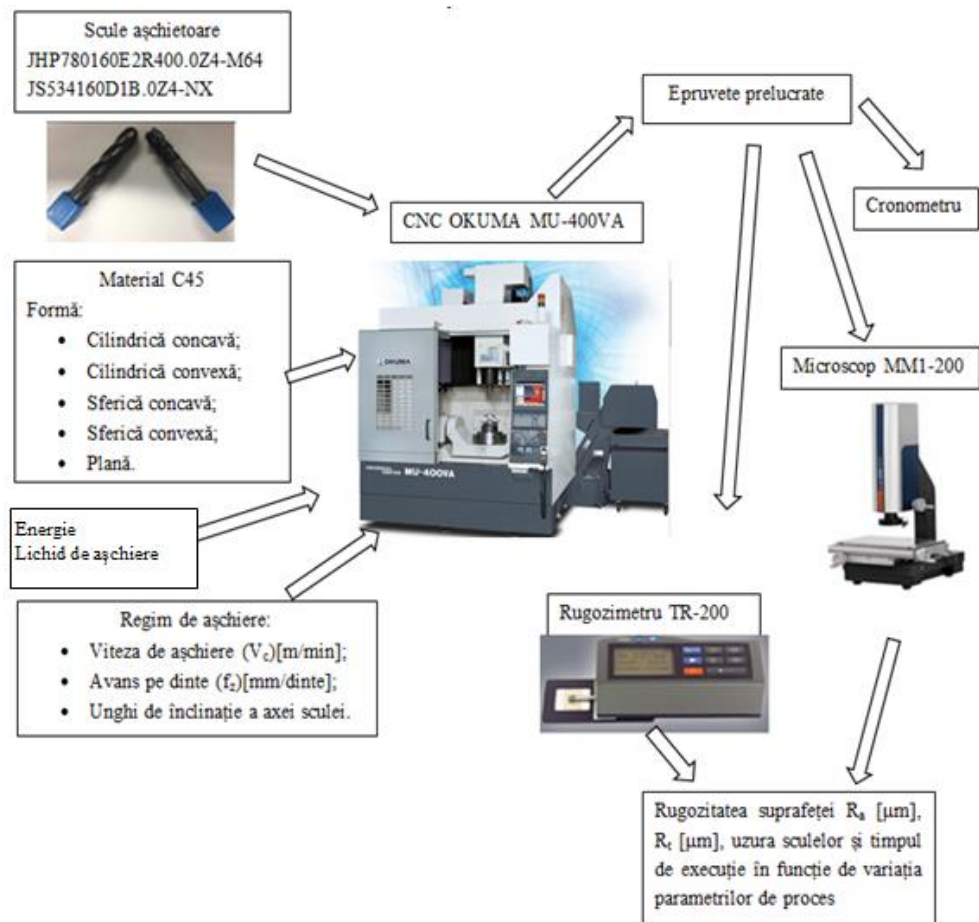 Scule așchietoare
JHP780160E2R400.0Z4-M64
JS534160D1B.0Z4-NX
Epruvete prelucrate
Cronometru
CNC OKUMA MU-400VA
Material C45
Formă:
• Cilindrică concavă;
• Cilindrică convexă;
• Sferică concavă;
• Sferică convexă;
• Plană.
OKUMA
MU-400VA
Microscop MM1-200
Energie
Lichid de așchiere
Regim de așchiere:
• Viteza de așchiere (Vc)[m/min];
• Avans pe dinte (fz)[mm/dinte];
• Unghi de înclinație a axei sculei.
Rugozimetru TR-200
Rugozitatea suprafeței Ra [μm],
Rt [μm], uzura sculelor și timpul
de execuție în funcție de variația
parametrilor de proces